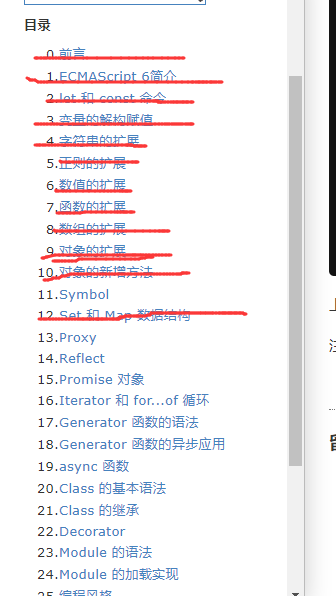 目录
0.前言
1.ECMAScript 6简介
2.let 和 const 命令
3.变量的解构赋值
4.字符串的扩展
5.正则的扩展
6.数值的扩展
7.函数的扩展
8.数组的扩展
9.对象的扩展
10.对象的新增方法
11.Symbol
12.Set 和 Map 数据结构
13.Proxy
14.Reflect
15.Promise 对象
16.Iterator 和 for...of 循环
17.Generator 函数的语法
18.Generator 函数的异步应用
19.async 函数
20.Class 的基本语法
21.Class 的继承
22.Decorator
23.Module 的语法
24.Module 的加载实现
25.编程风格